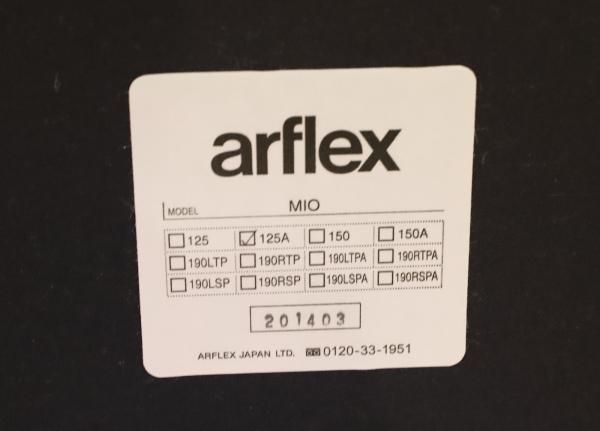 arflex
MODEL MIO
☐ 125 ☑ 125A ☐ 150 ☐ 150A
☐ 190LTP ☐ 190RTP ☐ 190LTPA ☐ 190RTPA
☐ 190LSP ☐ 190RSP ☐ 190LSPA ☐ 190RSPA
201403
ARFLEX JAPAN LTD. 0120-33-1951